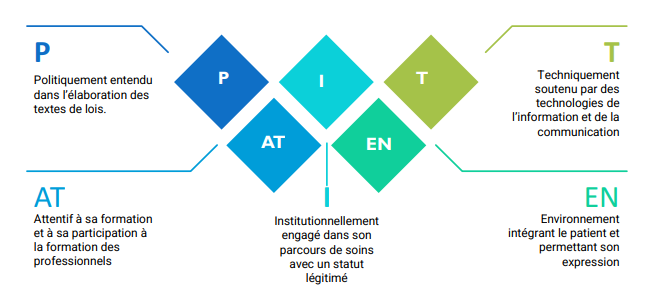 P
Politiquement entendu
dans l'élaboration des
textes de lois.
P
I
T
AT
EN
T
Techniquement
soutenu par des
technologies de
l'information et de la
communication
AT
Attentif à sa formation
et à sa participation à
la formation des
professionnels
I
Institutionnellement
engagé dans son
parcours de soins
avec un statut
légitimé
EN
Environnement
intégrant le patient et
permettant son
expression